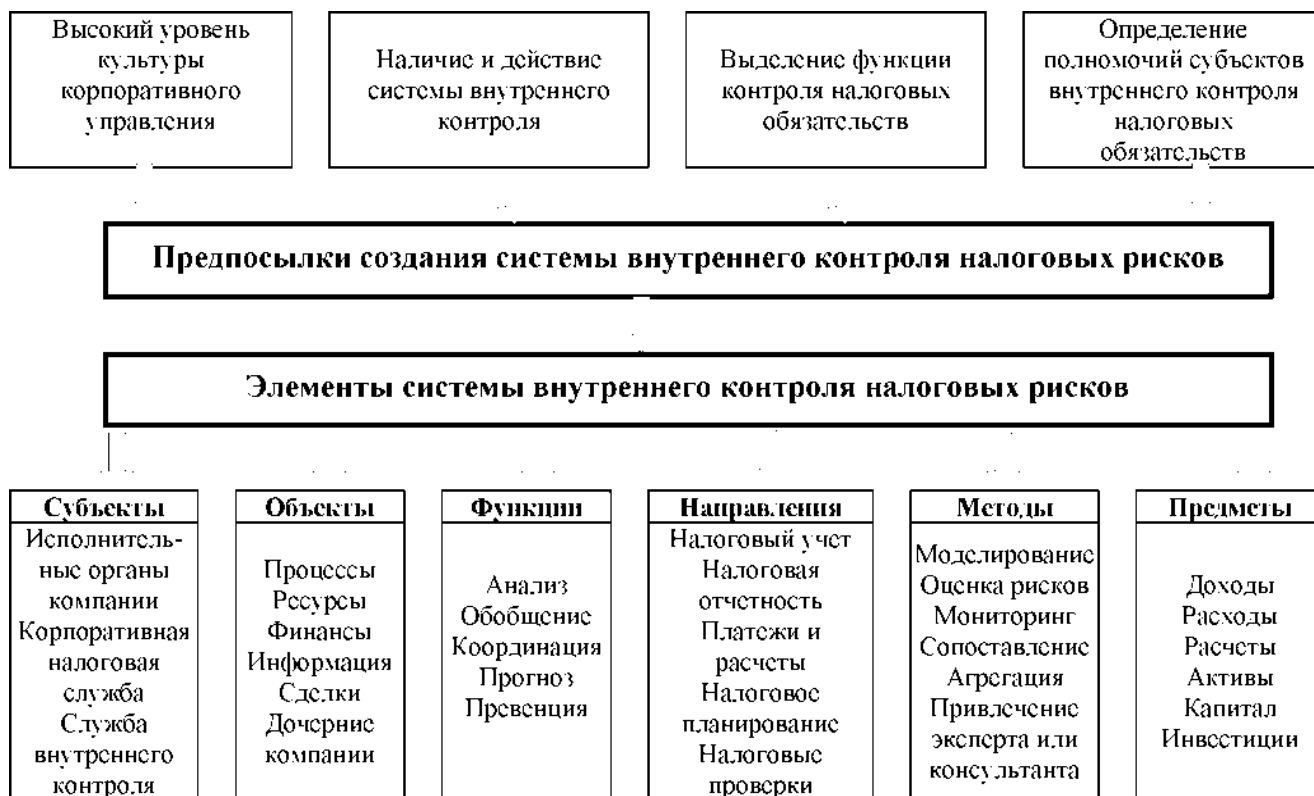 Высокий уровень
культуры
корпоративного
управления
Наличие и действие
системы внутреннего
контроля
Выделение функции
контроля налоговых
обязательств
Определение
полномочий субъектов
внутреннего контроля
налоговых
обязательств
Предпосылки создания системы внутреннего контроля налоговых рисков
Элементы системы внутреннего контроля налоговых рисков
Субъекты
Исполнитель-
ные органы
компании
Корпоративная
налоговая
служба
Служба
внутреннего
контроля
Объекты
Процессы
Ресурсы
Финансы
Информация
Сделки
Дочерние
компании
Функции
Анализ
Обобщение
Координация
Прогноз
Превенция
Направления
Налоговый учет
Налоговая
отчетность
Платежи и
расчеты
Налоговое
планирование
Налоговые
проверки
Методы
Моделирование
Оценка рисков
Мониторинг
Сопоставление
Агрегация
Привлечение
эксперта или
консультанта
Предметы
Доходы
Расходы
Расчеты
Активы
Капитал
Инвестиции